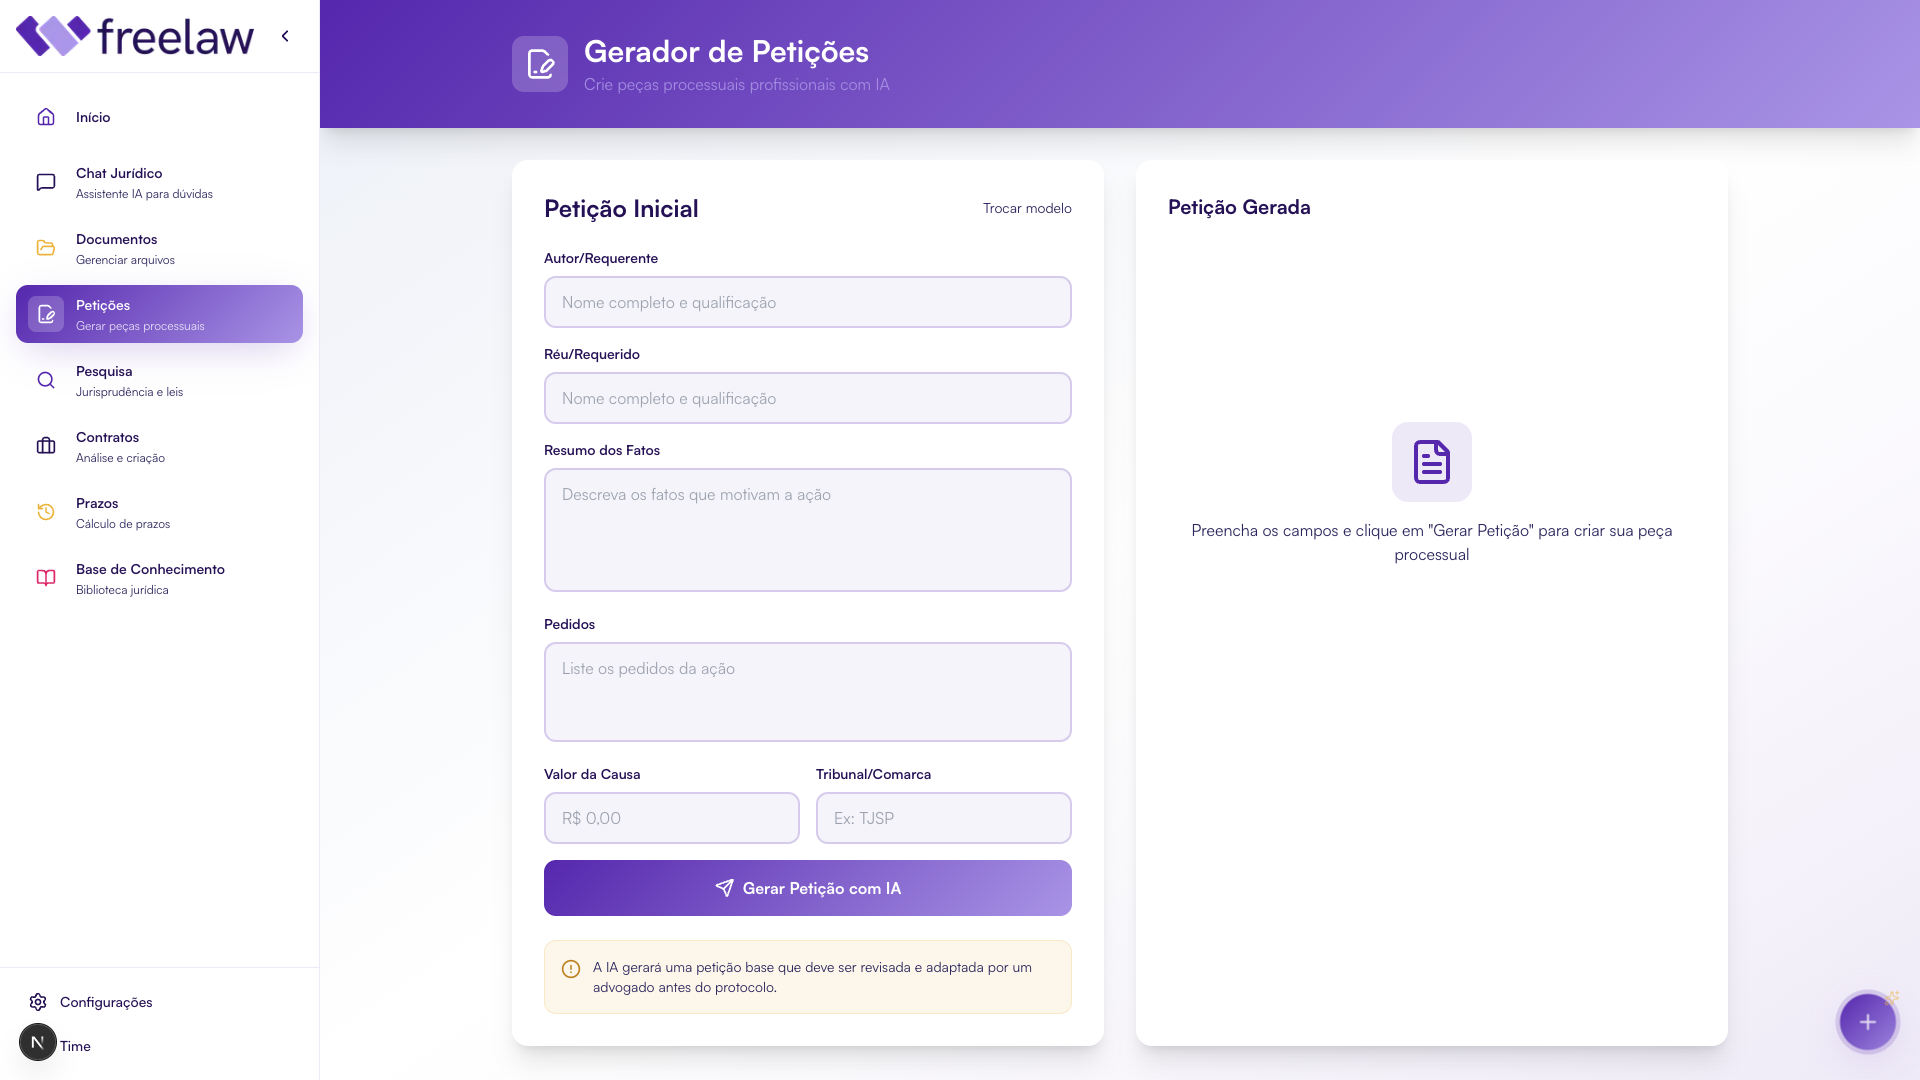 freelaw
Início
Chat Jurídico
Assistente IA para dúvidas
Documentos
Gerenciar arquivos
Petições
Gerar peças processuais
Pesquisa
Jurisprudência e leis
Contratos
Análise e criação
Prazos
Cálculo de prazos
Base de Conhecimento
Biblioteca jurídica
Configurações
N
Time
Gerador de Petições
Crie peças processuais profissionais com IA
Petição Inicial
Trocar modelo
Autor/Requerente
Nome completo e qualificação
Réu/Requerido
Nome completo e qualificação
Resumo dos Fatos
Descreva os fatos que motivam a ação
Pedidos
Liste os pedidos da ação
Valor da Causa
Tribunal/Comarca
R$ 0,00
Ex: TJSP
Gerar Petição com IA
A IA gerará uma petição base que deve ser revisada e adaptada por um
advogado antes do protocolo.
Petição Gerada
Preencha os campos e clique em "Gerar Petição" para criar sua peça
processual